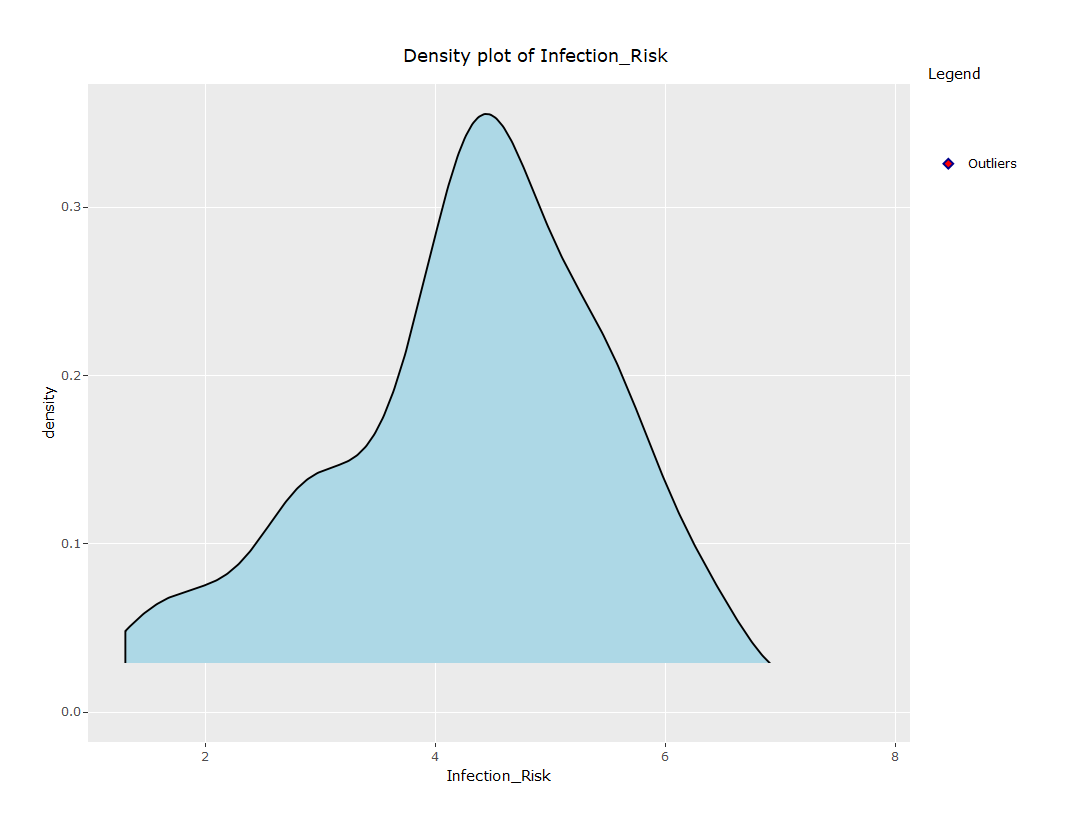 Density plot of Infection_Risk
Legend
Outliers
0.3
0.2
0.1
0.0
density
2 4 6 8
Infection_Risk